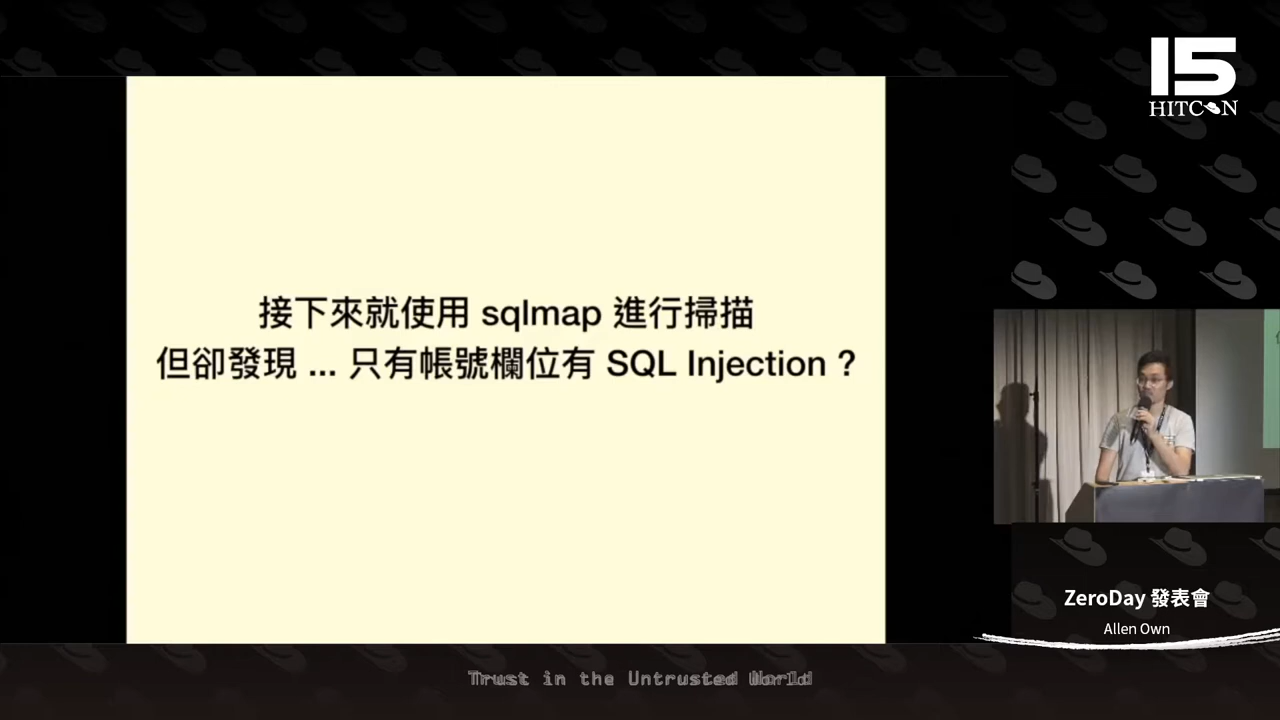 接下來就使用 sqlmap 進行掃描
但卻發現 ... 只有帳號欄位有 SQL Injection ?
15
HITCON
ZeroDay 發表會
Allen Own
Trust in the Untrusted World